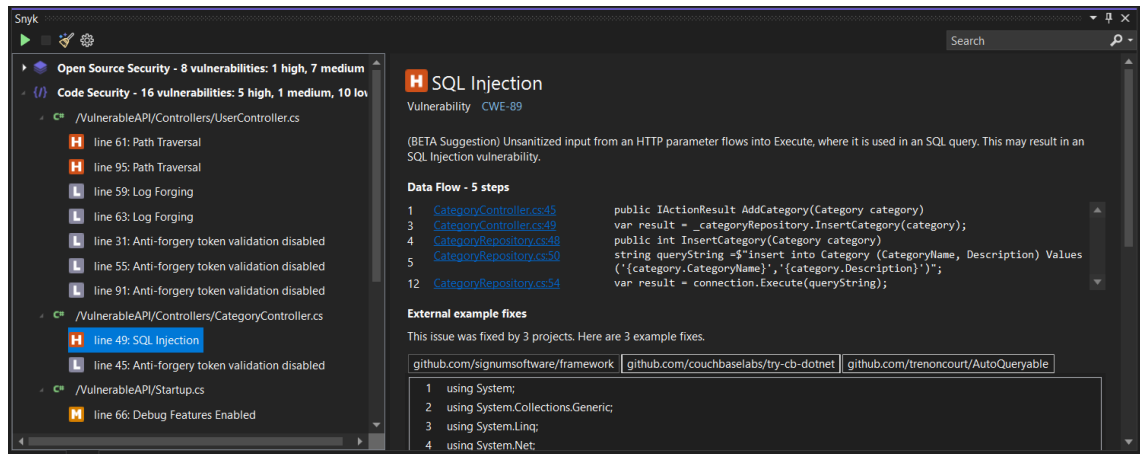 Snyk
Search
Open Source Security - 8 vulnerabilities: 1 high, 7 medium
Code Security - 16 vulnerabilities: 5 high, 1 medium, 10 lov
C# /VulnerableAPI/Controllers/UserController.cs
H line 61: Path Traversal
H line 95: Path Traversal
L line 59: Log Forging
L line 63: Log Forging
L line 31: Anti-forgery token validation disabled
L line 55: Anti-forgery token validation disabled
L line 91: Anti-forgery token validation disabled
C# /VulnerableAPI/Controllers/CategoryController.cs
H line 49: SQL Injection
L line 45: Anti-forgery token validation disabled
C# /VulnerableAPI/Startup.cs
M line 66: Debug Features Enabled
H SQL Injection
Vulnerability CWE-89
(BETA Suggestion) Unsanitized input from an HTTP parameter flows into Execute, where it is used in an SQL query. This may result in an
SQL Injection vulnerability.
Data Flow - 5 steps
1 CategoryController.cs:45 public IActionResult AddCategory(Category category)
3 CategoryController.cs:49 var result = _categoryRepository.InsertCategory(category);
4 CategoryRepository.cs:48 public int InsertCategory(Category category)
5 CategoryRepository.cs:50 string queryString =$"insert into Category (CategoryName, Description) Values
('{category.CategoryName}','{category.Description}')";
12 CategoryRepository.cs:54 var result = connection.Execute(queryString);
External example fixes
This issue was fixed by 3 projects. Here are 3 example fixes.
github.com/signumsoftware/framework github.com/couchbaselabs/try-cb-dotnet github.com/trenoncourt/AutoQueryable
1 using System;
2 using System.Collections.Generic;
3 using System.Linq;
4 using System.Net;